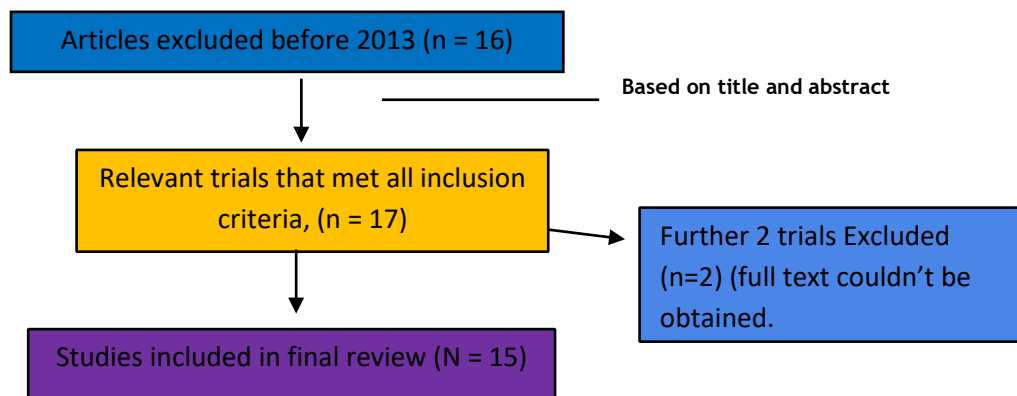 Articles excluded before 2013 (n = 16)
Based on title and abstract
Relevant trials that met all inclusion
criteria, (n = 17)
Further 2 trials Excluded
(n=2) (full text couldn’t be
obtained.
Studies included in final review (N = 15)